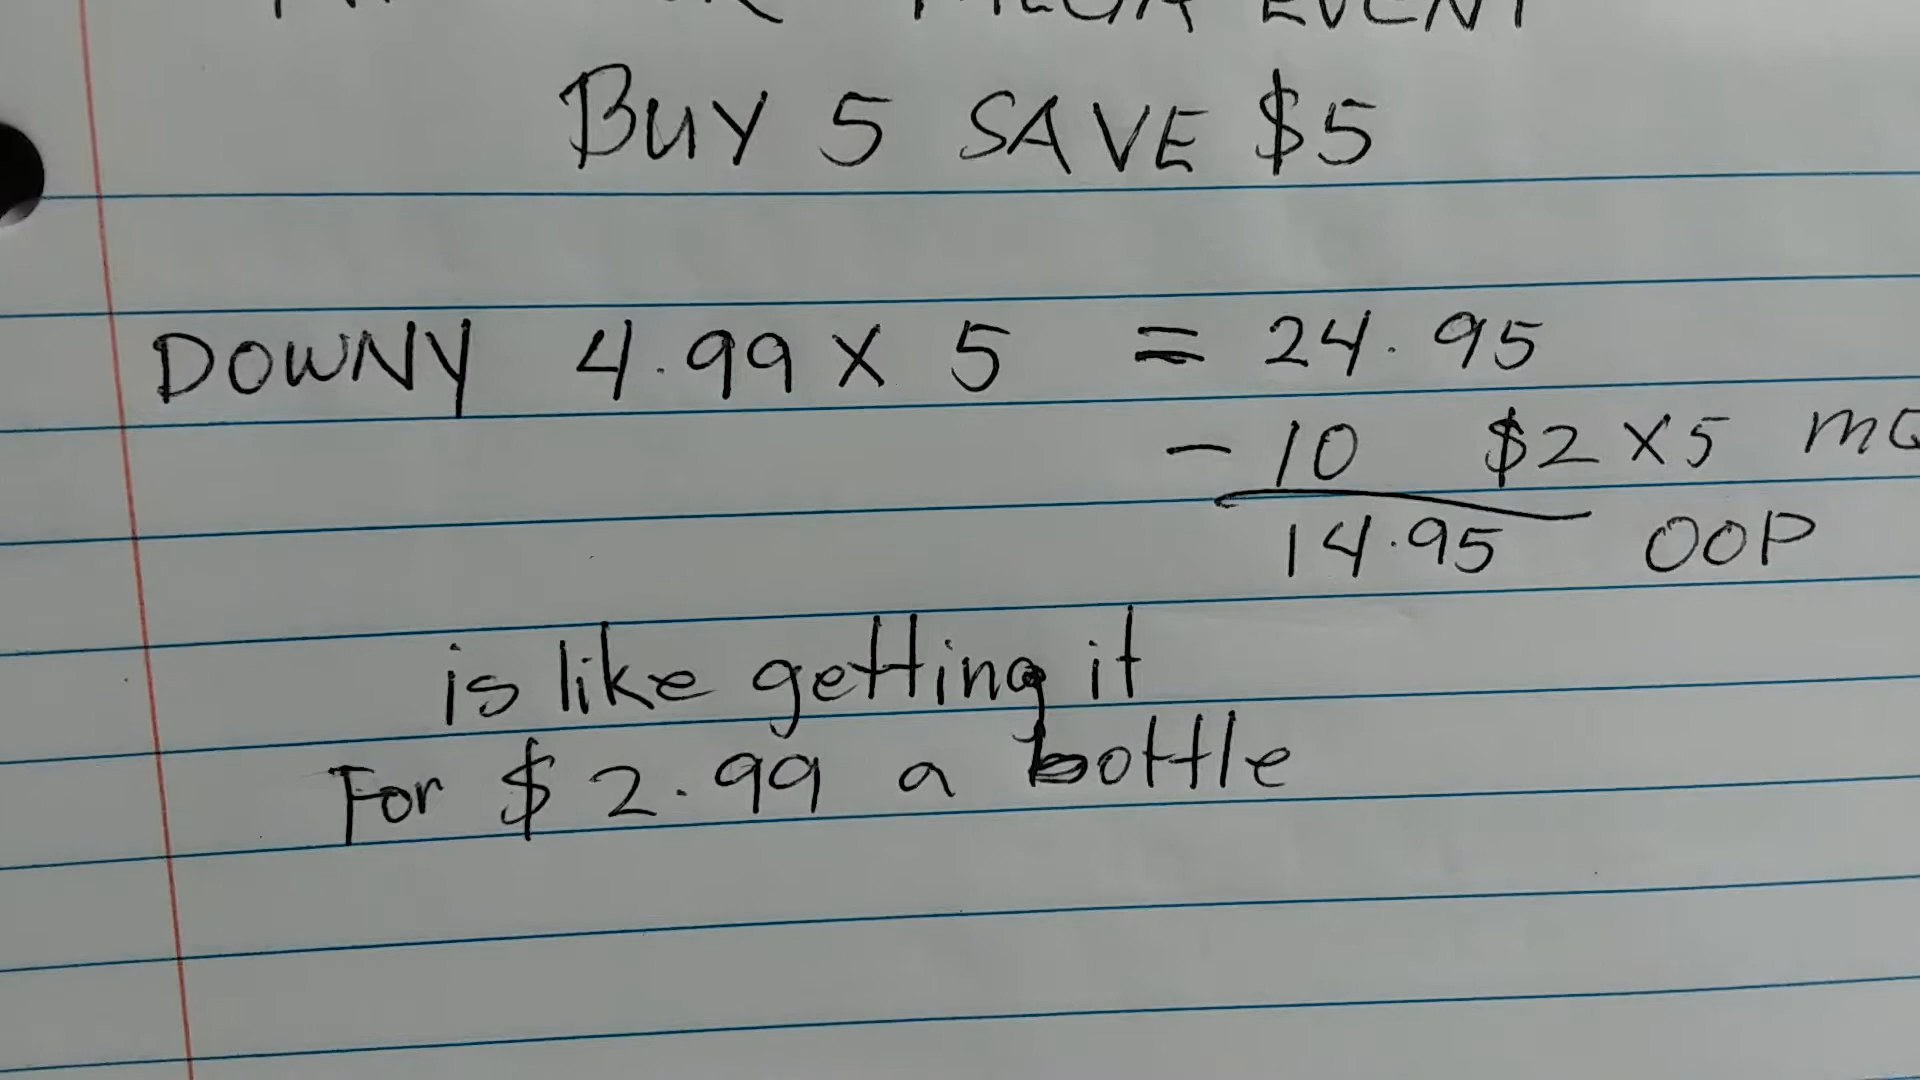 EVENT
BUY 5 SAVE $5
DOWNY 4.99 X 5 = 24.95
- 10 $2 X 5
14.95 OOP
is like getting it
For $2.99 a bottle